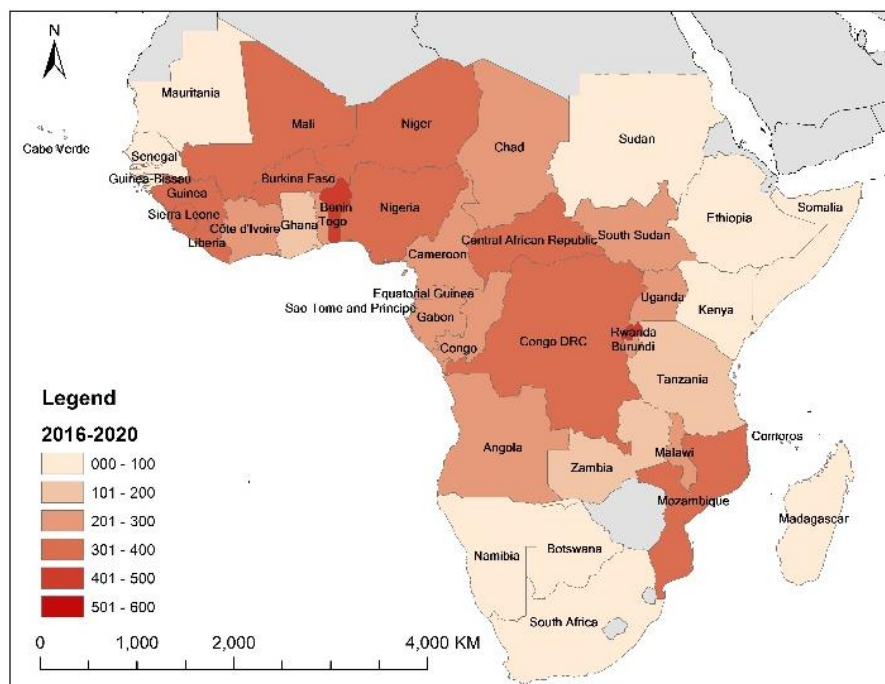 N
Mauritania
Mali
Niger
Cabo Verde
Chad
Sudan
Senegal
Guinea-Bissau
Burkina Faso
Guinea
Benin
Nigeria
Somalia
Sierra Leone
Côte d'Ivoire
Ghana
Togo
Ethiopia
Liberia
Central African Republic
South Sudan
Cameroon
Equatorial Guinea
Uganda
Kenya
Sao Tome and Principe
Gabon
Rwanda
Congo
Congo DRC
Burundi
Tanzania
Legend
2016-2020
000 - 100
101 - 200
201 - 300
301 - 400
401 - 500
501 - 600
Angola
Zambia
Malawi
Comoros
Mozambique
Madagascar
Namibia
Botswana
South Africa
0 1,000 2,000 4,000 KM